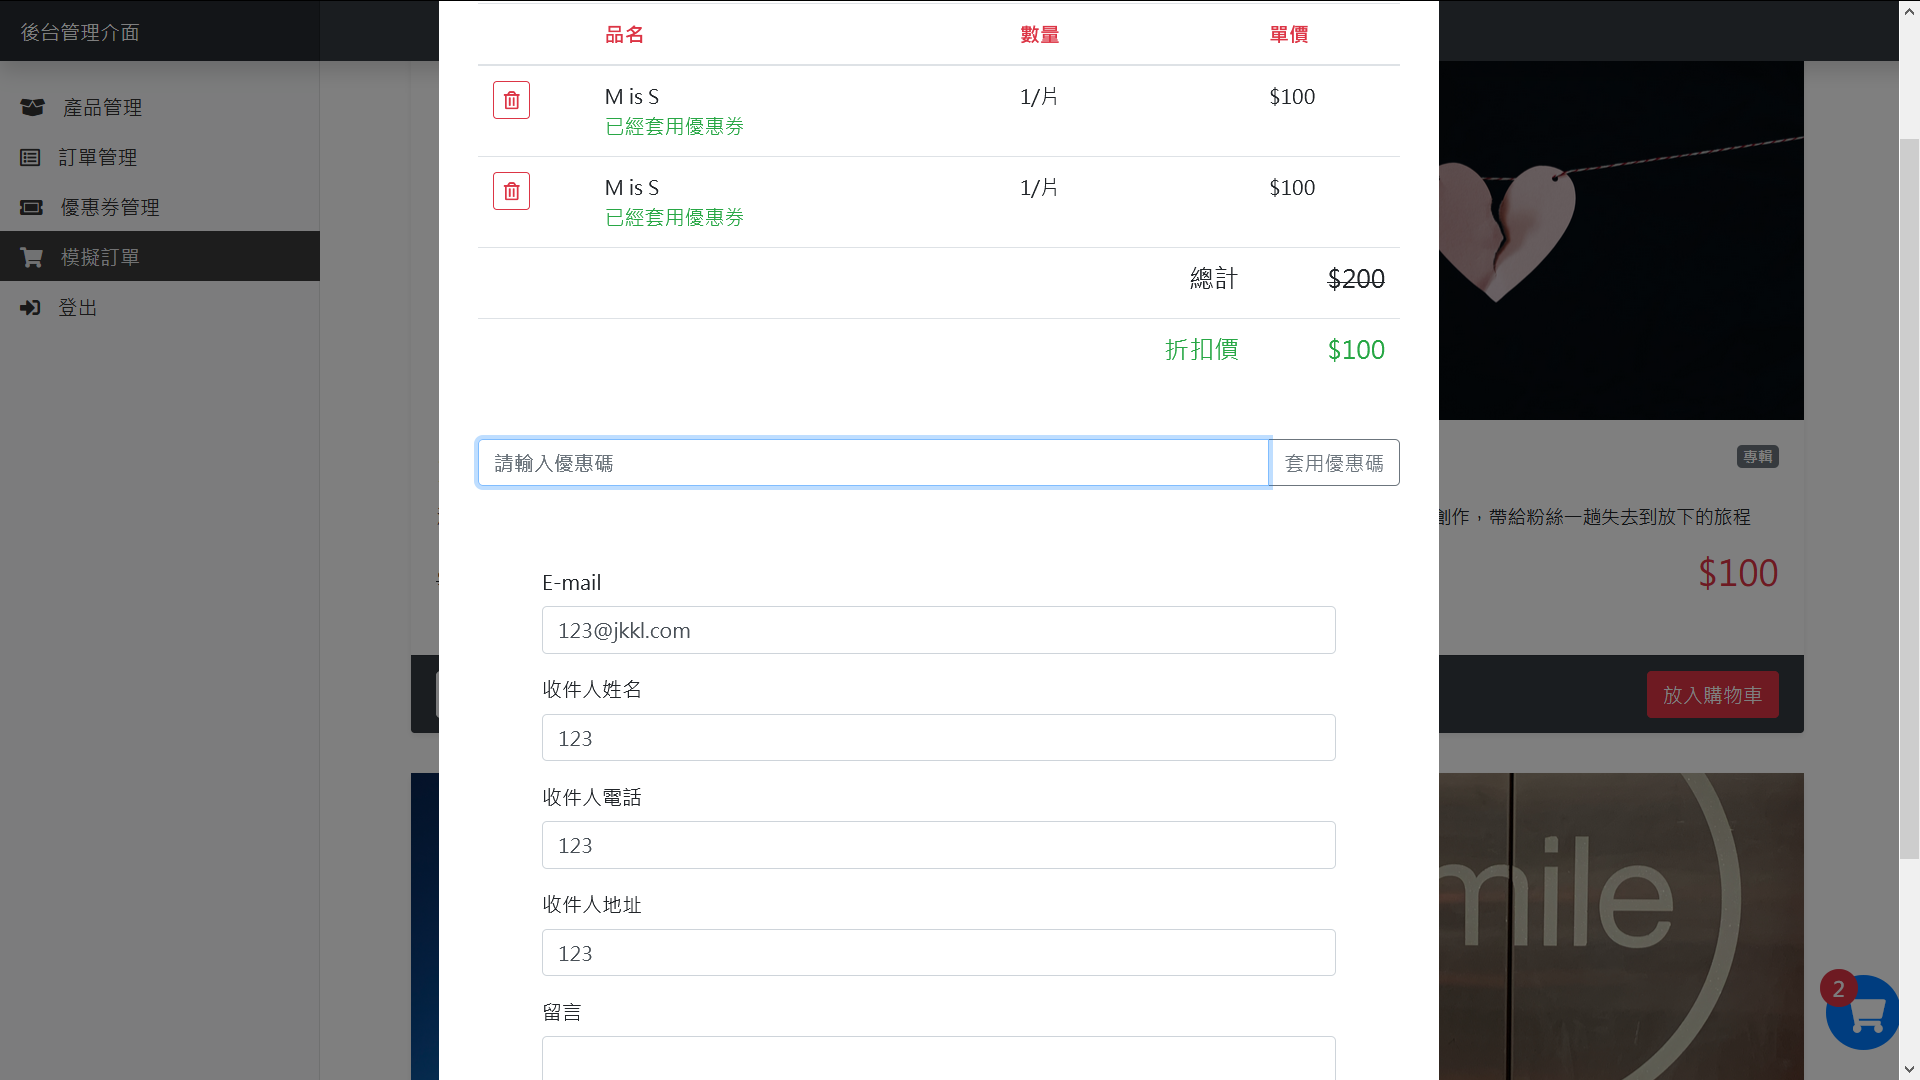 後台管理介面
產品管理
訂單管理
優惠券管理
模擬訂單
登出
品名 數量 單價
M is S 1/片 $100
已經套用優惠券
M is S 1/片 $100
已經套用優惠券
總計 $200
折扣價 $100
請輸入優惠碼 套用優惠碼
E-mail
123@jkkl.com
收件人姓名
123
收件人電話
123
收件人地址
123
留言
專輯
創作，帶給粉絲一趟失去到放下的旅程
$100
放入購物車
mile
2